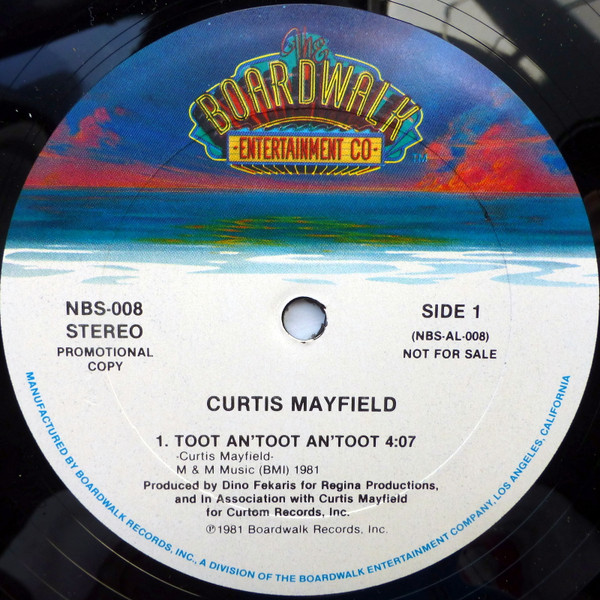 The
BOARDWALK
·ENTERTAINMENT CO·
TM
NBS-008
STEREO
PROMOTIONAL
COPY
SIDE 1
(NBS-AL-008)
NOT FOR SALE
CURTIS MAYFIELD
1. TOOT AN'TOOT AN'TOOT 4:07
-Curtis Mayfield-
M & M Music (BMI) 1981
Produced by Dino Fekaris for Regina Productions,
and In Association with Curtis Mayfield
for Curtom Records, Inc.
℗1981 Boardwalk Records, Inc.
MANUFACTURED BY BOARDWALK RECORDS, INC., A DIVISION OF THE BOARDWALK ENTERTAINMENT COMPANY, LOS ANGELES, CALIFORNIA